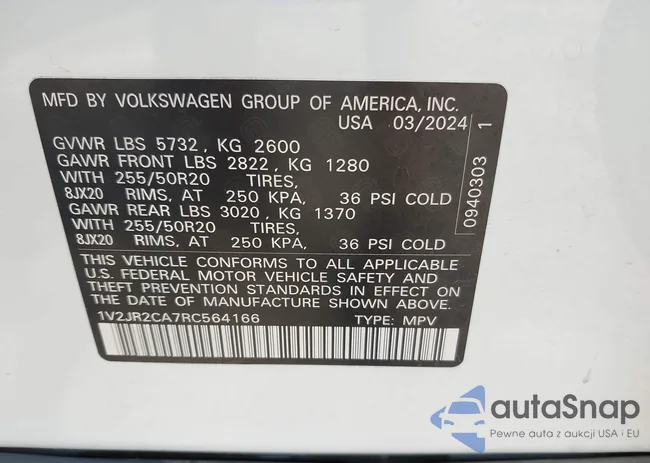 MFD BY VOLKSWAGEN GROUP OF AMERICA, INC.
USA 03/2024
GVWR LBS 5732 , KG 2600
GAWR FRONT LBS 2822 , KG 1280
WITH 255/50R20 TIRES,
8JX20 RIMS, AT 250 KPA, 36 PSI COLD
GAWR REAR LBS 3020 , KG 1370
WITH 255/50R20 TIRES,
8JX20 RIMS, AT 250 KPA, 36 PSI COLD
THIS VEHICLE CONFORMS TO ALL APPLICABLE
U.S. FEDERAL MOTOR VEHICLE SAFETY AND
THEFT PREVENTION STANDARDS IN EFFECT ON
THE DATE OF MANUFACTURE SHOWN ABOVE.
1V2JR2CA7RC564166 TYPE: MPV
0940303 1
autoSnap
Pewne auta z aukcji USA i EU